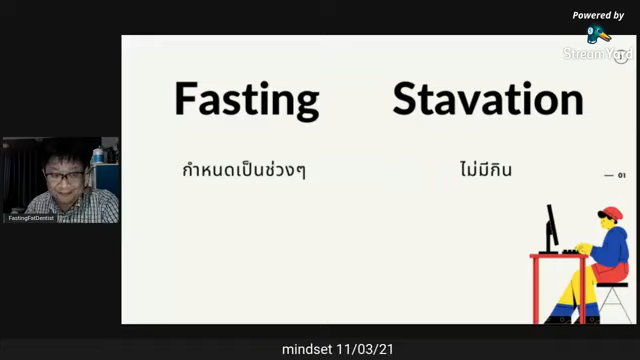 Powered by
StreamYard
Fasting Stavation
กำหนดเป็นช่วงๆ ไม่มีกิน
01
FastingFatDentist
mindset 11/03/21